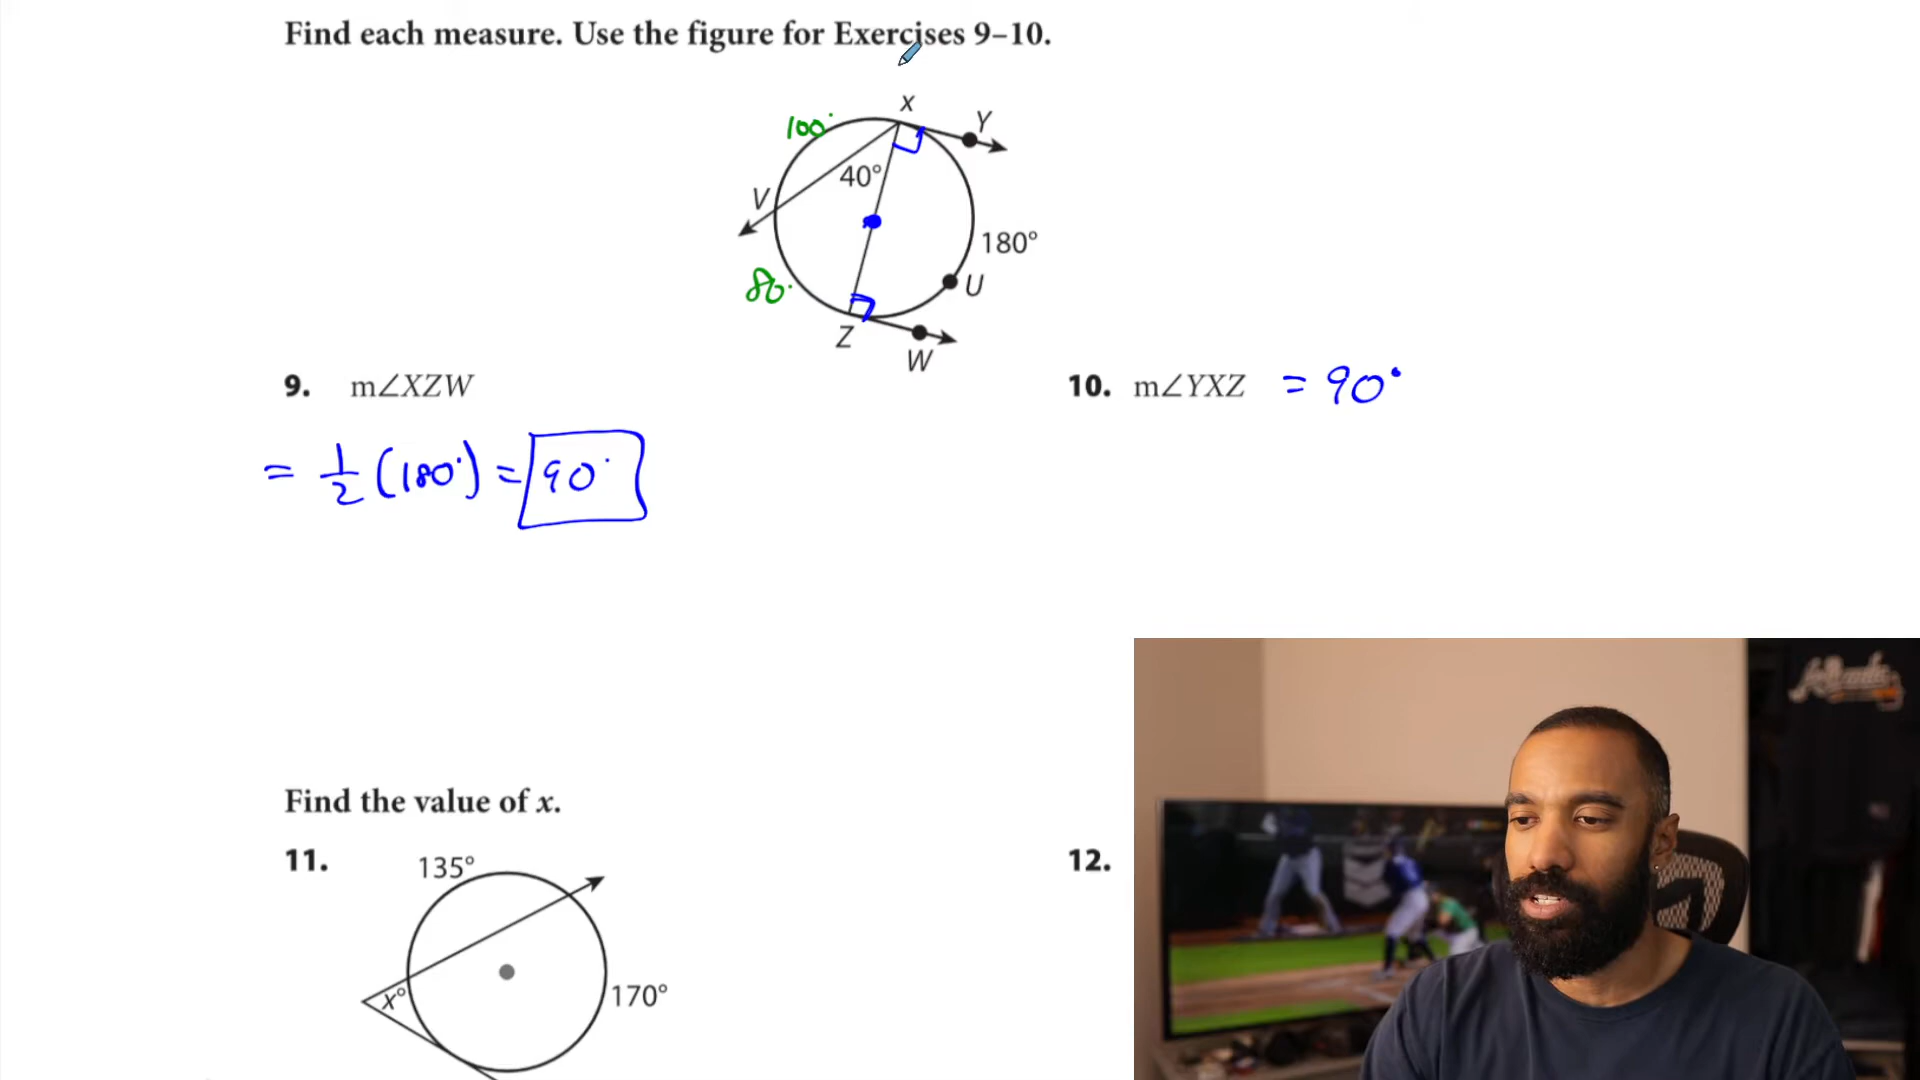 Find each measure. Use the figure for Exercises 9–10.
X
Y
100°
40°
V
180°
80°
U
Z
W
9. m∠XZW
= 1/2 (180°) = 90°
10. m∠YXZ = 90°
Find the value of x.
11.
135°
x°
170°
12.